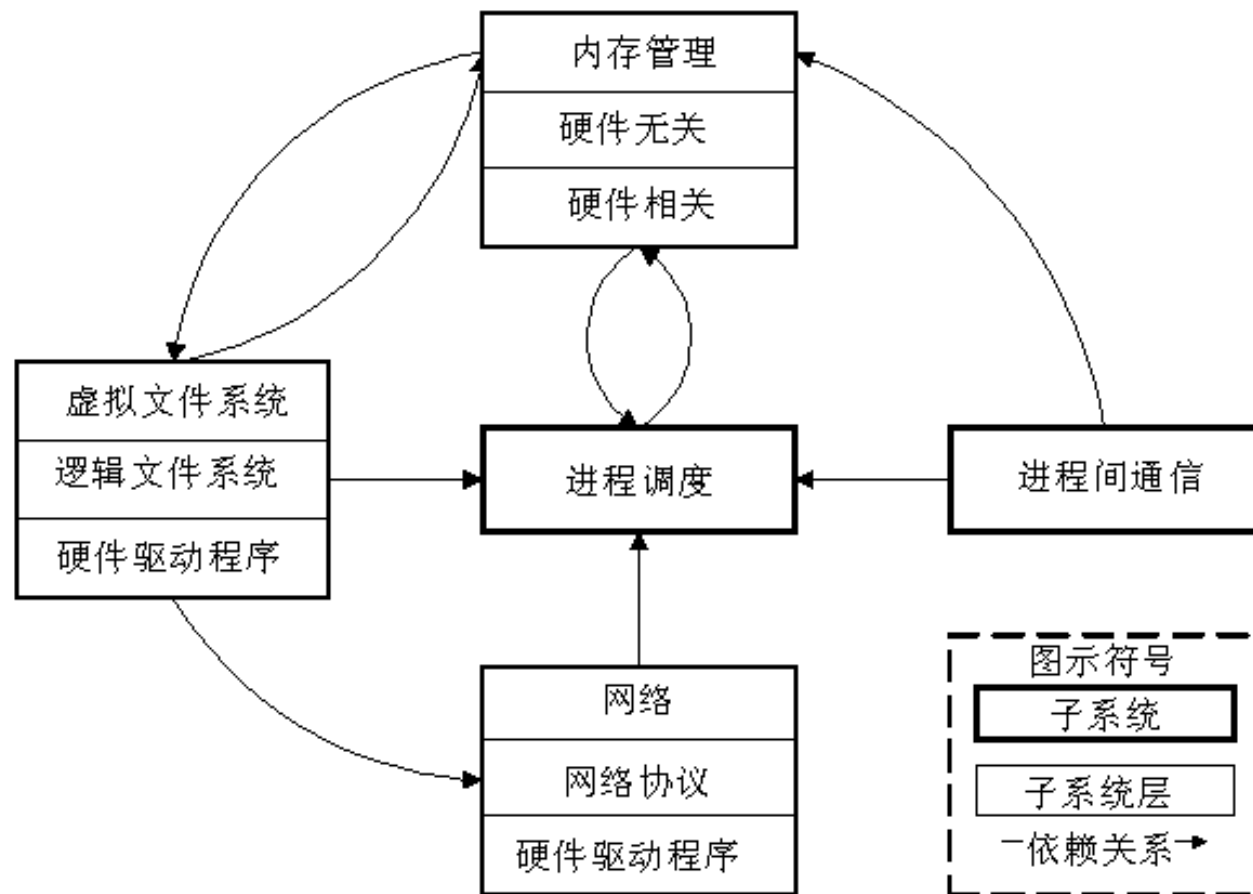 内存管理
硬件无关
硬件相关
虚拟文件系统
逻辑文件系统
硬件驱动程序
进程调度
进程间通信
网络
网络协议
硬件驱动程序
图示符号
子系统
子系统层
依赖关系